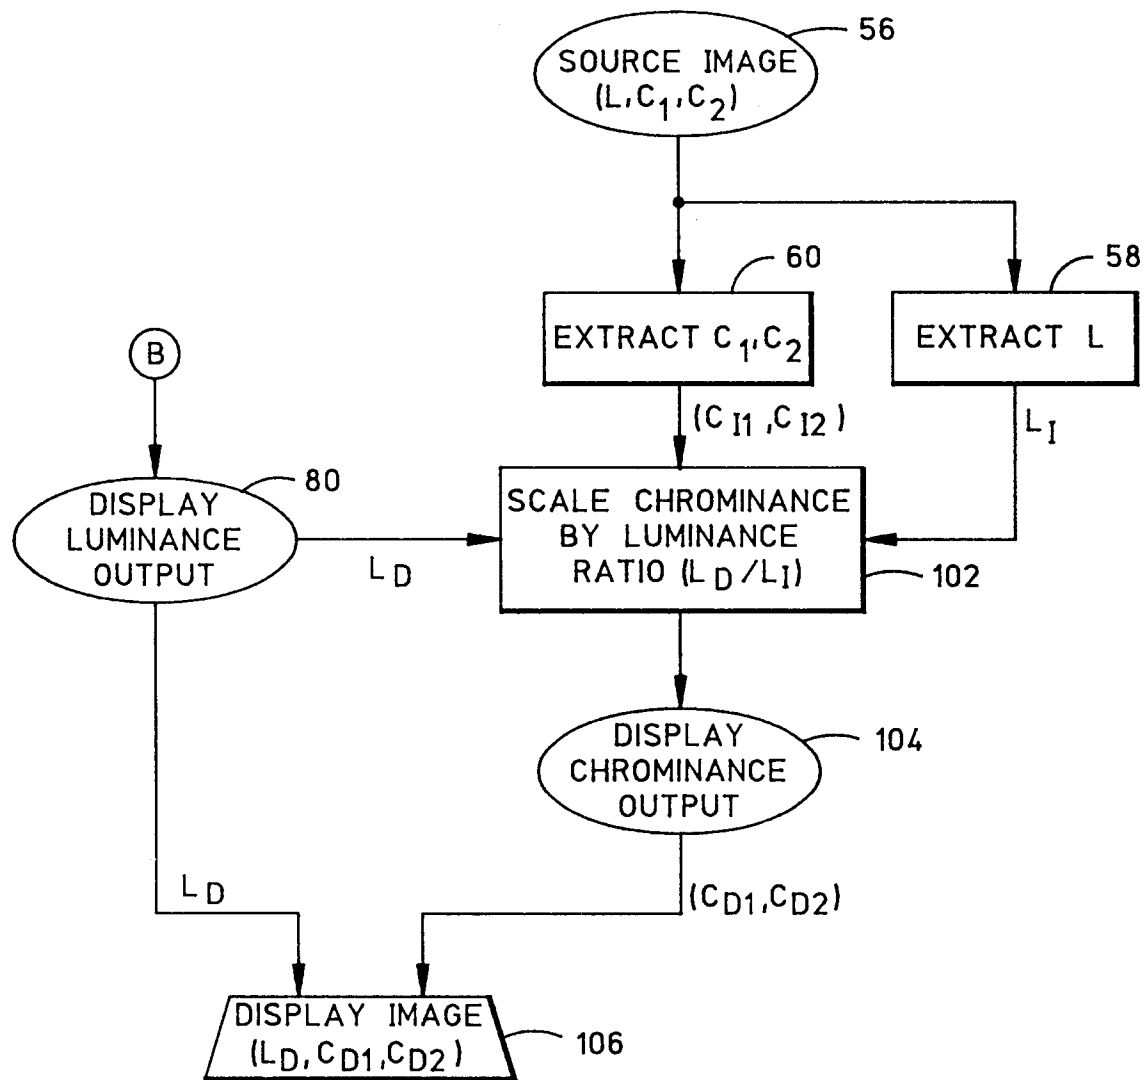 56
SOURCE IMAGE
(L,C1,C2)
60
58
EXTRACT C1,C2
EXTRACT L
B
(CI1,CI2)
LI
80
DISPLAY
LUMINANCE
OUTPUT
LD
SCALE CHROMINANCE
BY LUMINANCE
RATIO (LD/LI)
102
DISPLAY
CHROMINANCE
OUTPUT
104
LD
(CD1,CD2)
DISPLAY IMAGE
(LD,CD1,CD2)
106